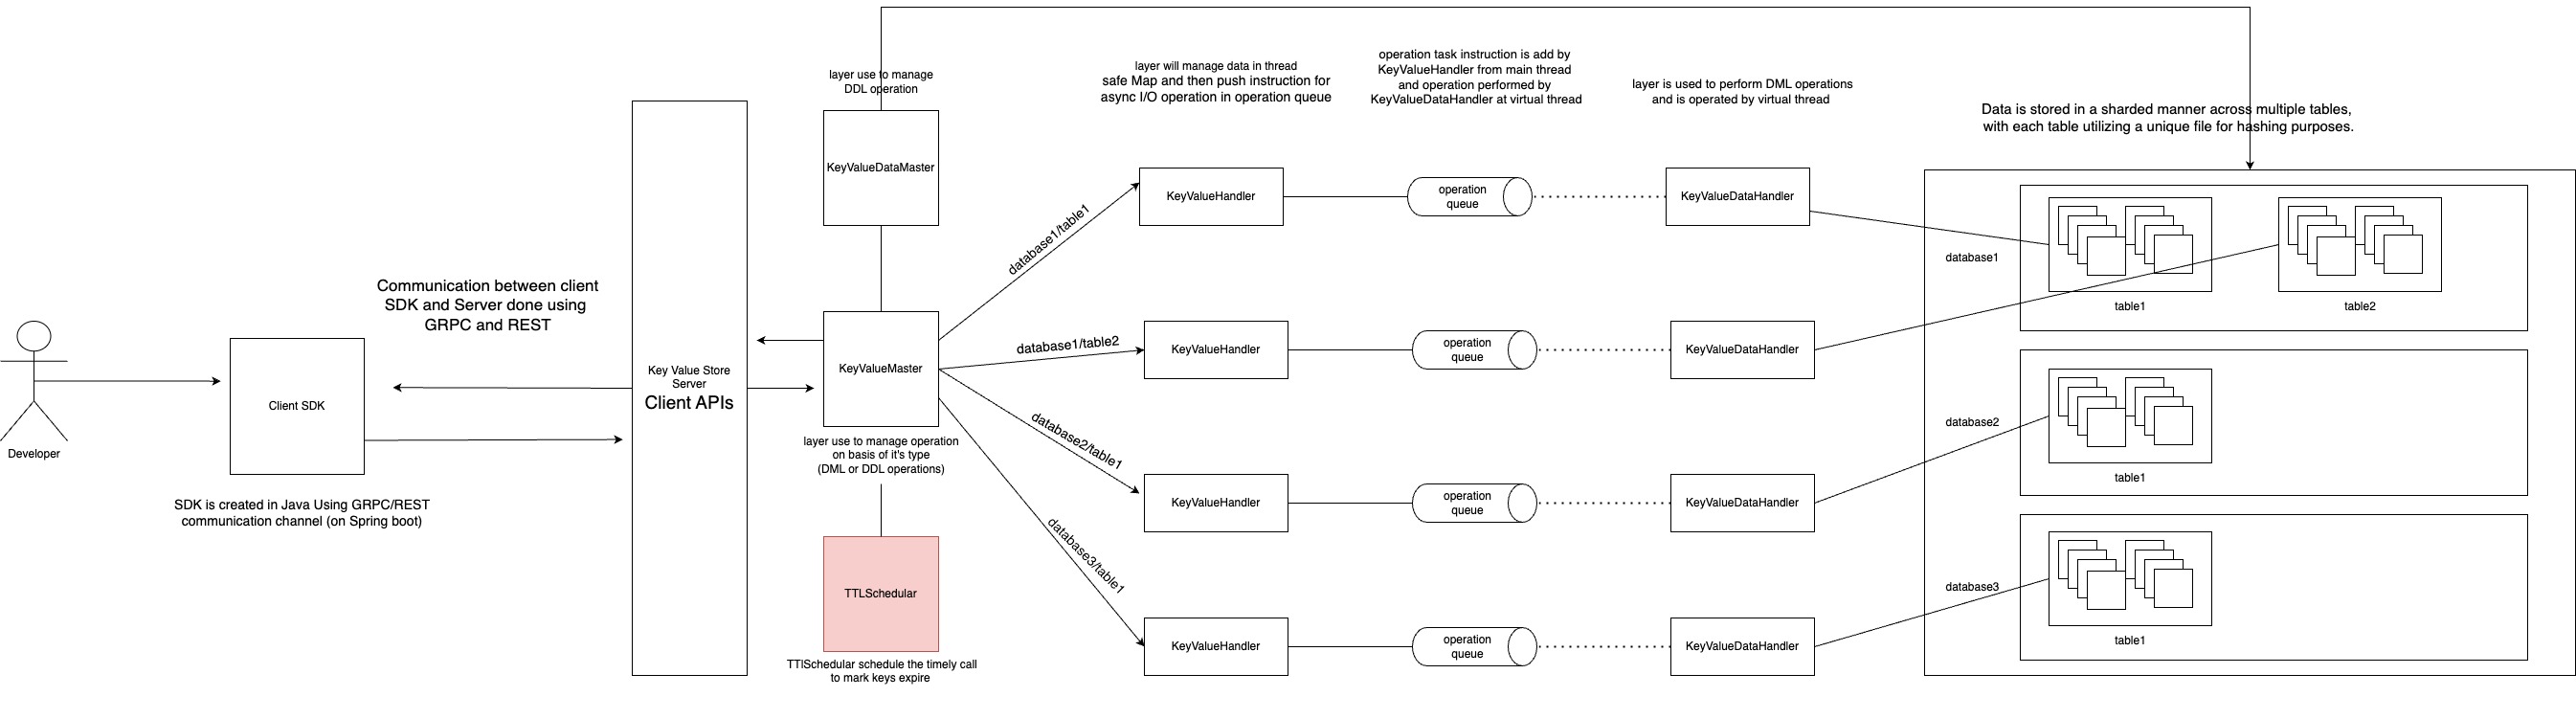 Developer
Client SDK
SDK is created in Java Using GRPC/REST
communication channel (on Spring boot)
Communication between client
SDK and Server done using
GRPC and REST
Key Value Store
Server
Client APIs
layer use to manage
DDL operation
KeyValueDataMaster
KeyValueMaster
layer use to manage operation
on basis of it's type
(DML or DDL operations)
TTLSchedular
TTlSchedular schedule the timely call
to mark keys expire
database1/table1
database1/table2
database2/table1
database3/table1
layer will manage data in thread
safe Map and then push instruction for
async I/O operation in operation queue
KeyValueHandler
KeyValueHandler
KeyValueHandler
KeyValueHandler
operation task instruction is add by
KeyValueHandler from main thread
and operation performed by
KeyValueDataHandler at virtual thread
operation
queue
operation
queue
operation
queue
operation
queue
layer is used to perform DML operations
and is operated by virtual thread
KeyValueDataHandler
KeyValueDataHandler
KeyValueDataHandler
KeyValueDataHandler
Data is stored in a sharded manner across multiple tables,
with each table utilizing a unique file for hashing purposes.
database1
table1
table2
database2
table1
database3
table1